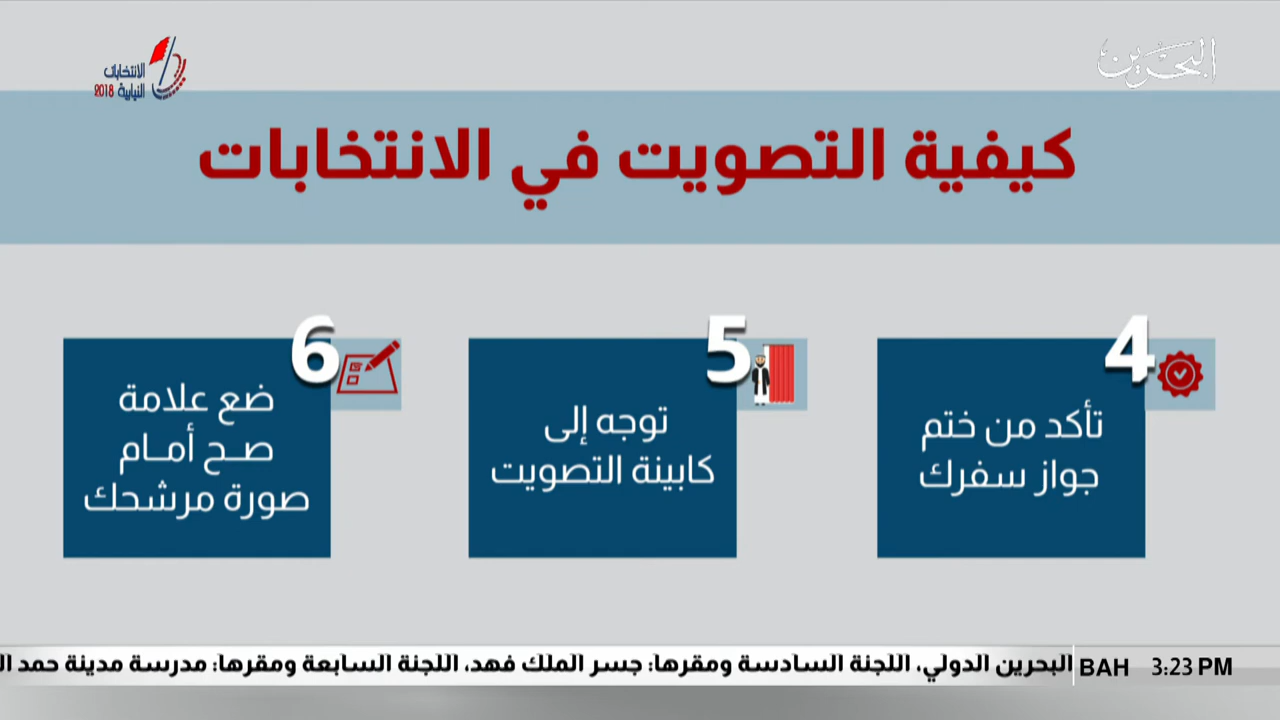 الانتخابات
النيابية 2018
البحرين
كيفية التصويت في الانتخابات
4
تأكد من ختم
جواز سفرك
5
توجه إلى
كابينة التصويت
6
ضع علامة
صح أمام
صورة مرشحك
البحرين الدولي، اللجنة السادسة ومقرها: جسر الملك فهد، اللجنة السابعة ومقرها: مدرسة مدينة حمد
BAH 3:23 PM